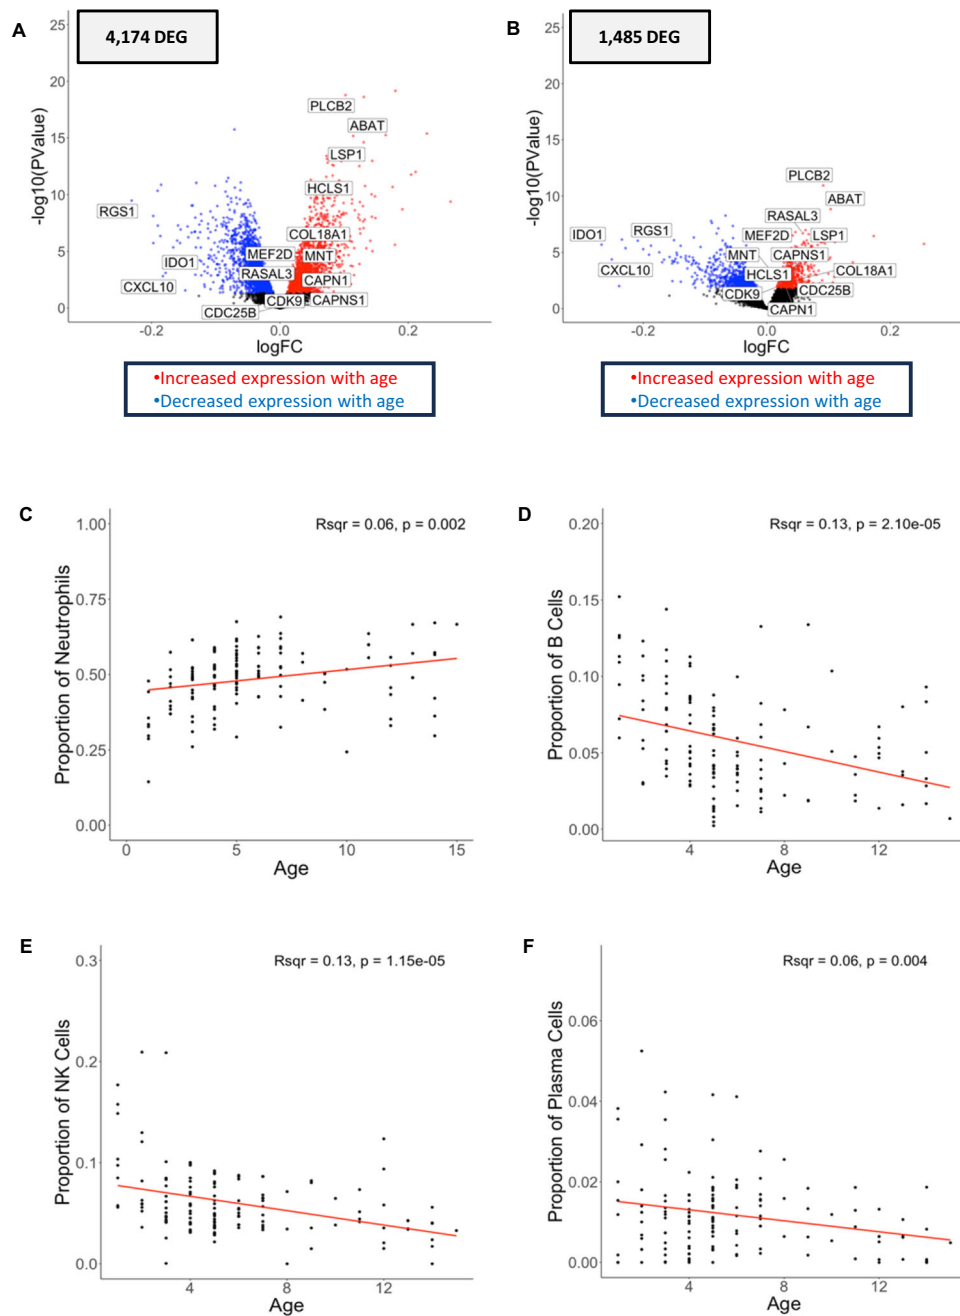 A
4,174 DEG
25
20
15
10
5
0
-log10(PValue)
PLCB2
ABAT
LSP1
HCLS1
RGS1
COL18A1
MEF2D
MNT
IDO1
RASAL3
CAPN1
CXCL10
CDK9
CAPNS1
CDC25B
-0.2
0.0
0.2
logFC
•Increased expression with age
•Decreased expression with age
B
1,485 DEG
25
20
15
10
5
0
-log10(PValue)
PLCB2
ABAT
RASAL3
RGS1
IDO1
MEF2D
LSP1
MNT
CAPNS1
CXCL10
HCLS1
COL18A1
CDK9
CDC25B
CAPN1
-0.2
0.0
0.2
logFC
•Increased expression with age
•Decreased expression with age
C
Rsqr = 0.06, p = 0.002
1.00
0.75
0.50
0.25
0.00
Proportion of Neutrophils
0
5
10
15
Age
D
Rsqr = 0.13, p = 2.10e-05
0.20
0.15
0.10
0.05
0.00
Proportion of B Cells
4
8
12
Age
E
Rsqr = 0.13, p = 1.15e-05
0.3
0.2
0.1
0.0
Proportion of NK Cells
4
8
12
Age
F
Rsqr = 0.06, p = 0.004
0.06
0.04
0.02
0.00
Proportion of Plasma Cells
4
8
12
Age